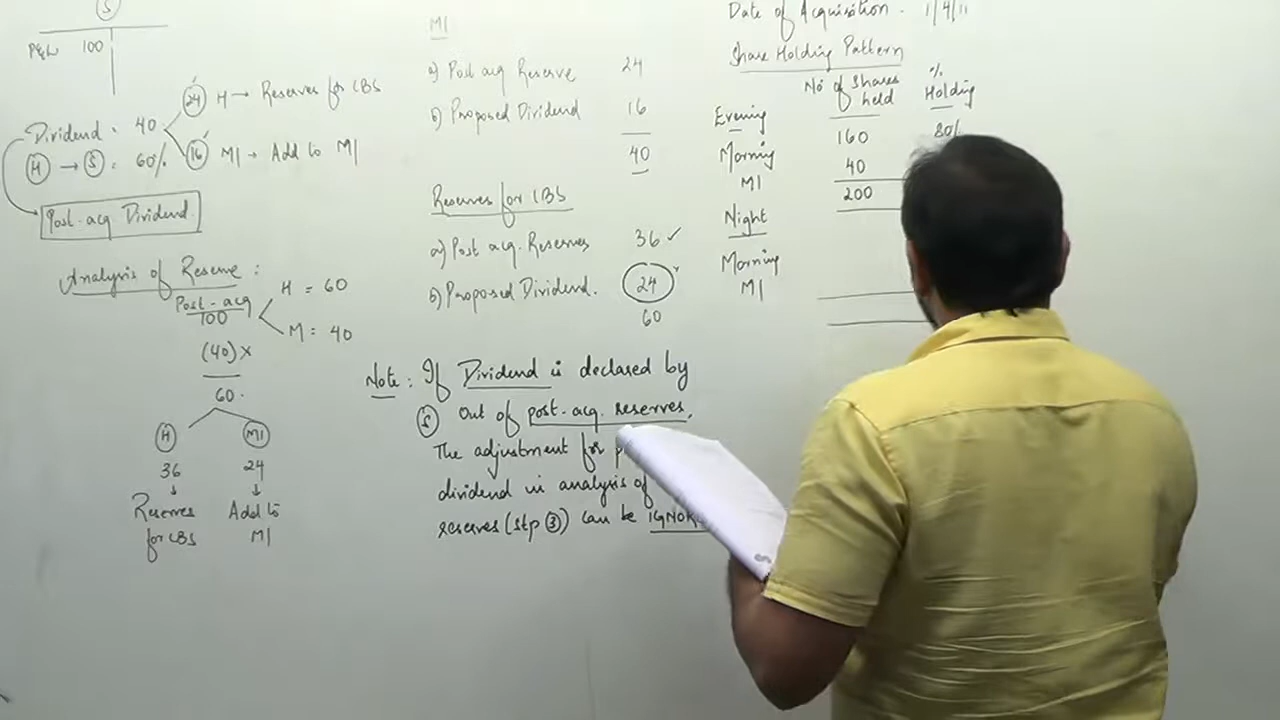 S
P&L 100
Dividend = 40
24 H → Reserves for CBS
16 MI → Add to MI
H → S = 60%
Post-acq Dividend
Analysis of Reserve :
Post-acq
100
H = 60
M = 40
(40) x
60
H MI
36 24
Reserves Add to
for CBS MI
MI
a) Post acq Reserve 24
b) Proposed Dividend 16
40
Reserves for CBS
a) Post acq. Reserves 36 ✓
b) Proposed Dividend. 24
60
Note: If Dividend is declared by
S Out of post-acq. reserves,
The adjustment for
dividend in analysis of
reserves (stp 3) can be
Date of Acquisition - 1/4/11
Share Holding Pattern
No of Shares held
% Holding
Evening
Morning 160 80%
MI 40
200
Night
Morning
MI